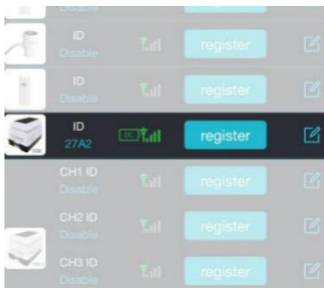 Disable
ID
Disable
register
ID
Disable
register
ID
27A2
DC
register
CH1 ID
Disable
register
CH2 ID
Disable
register
CH3 ID
Disable
register